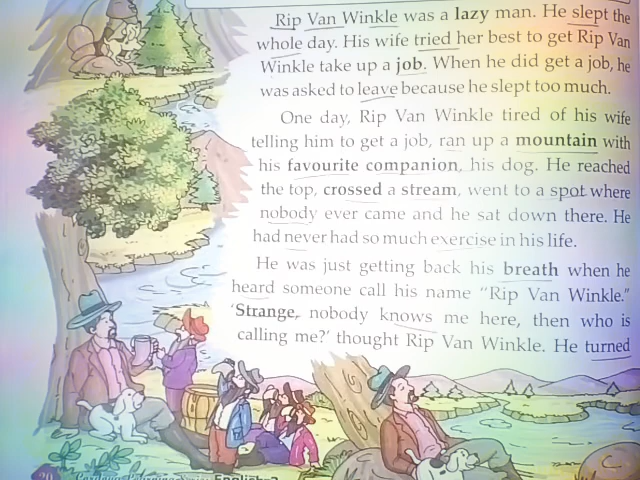 Rip Van Winkle was a lazy man. He slept the
whole day. His wife tried her best to get Rip Van
Winkle take up a job. When he did get a job, he
was asked to leave because he slept too much.
One day, Rip Van Winkle tired of his wife
telling him to get a job, ran up a mountain with
his favourite companion, his dog. He reached
the top, crossed a stream, went to a spot where
nobody ever came and he sat down there. He
had never had so much exercise in his life.
He was just getting back his breath when he
heard someone call his name “Rip Van Winkle.”
‘Strange, nobody knows me here, then who is
calling me?’ thought Rip Van Winkle. He turned
20